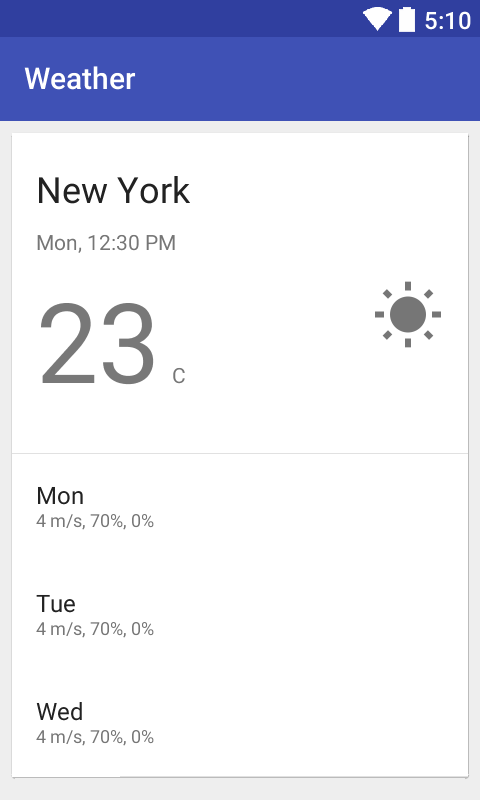 5:10
Weather
New York
Mon, 12:30 PM
23 C
Mon
4 m/s, 70%, 0%
Tue
4 m/s, 70%, 0%
Wed
4 m/s, 70%, 0%